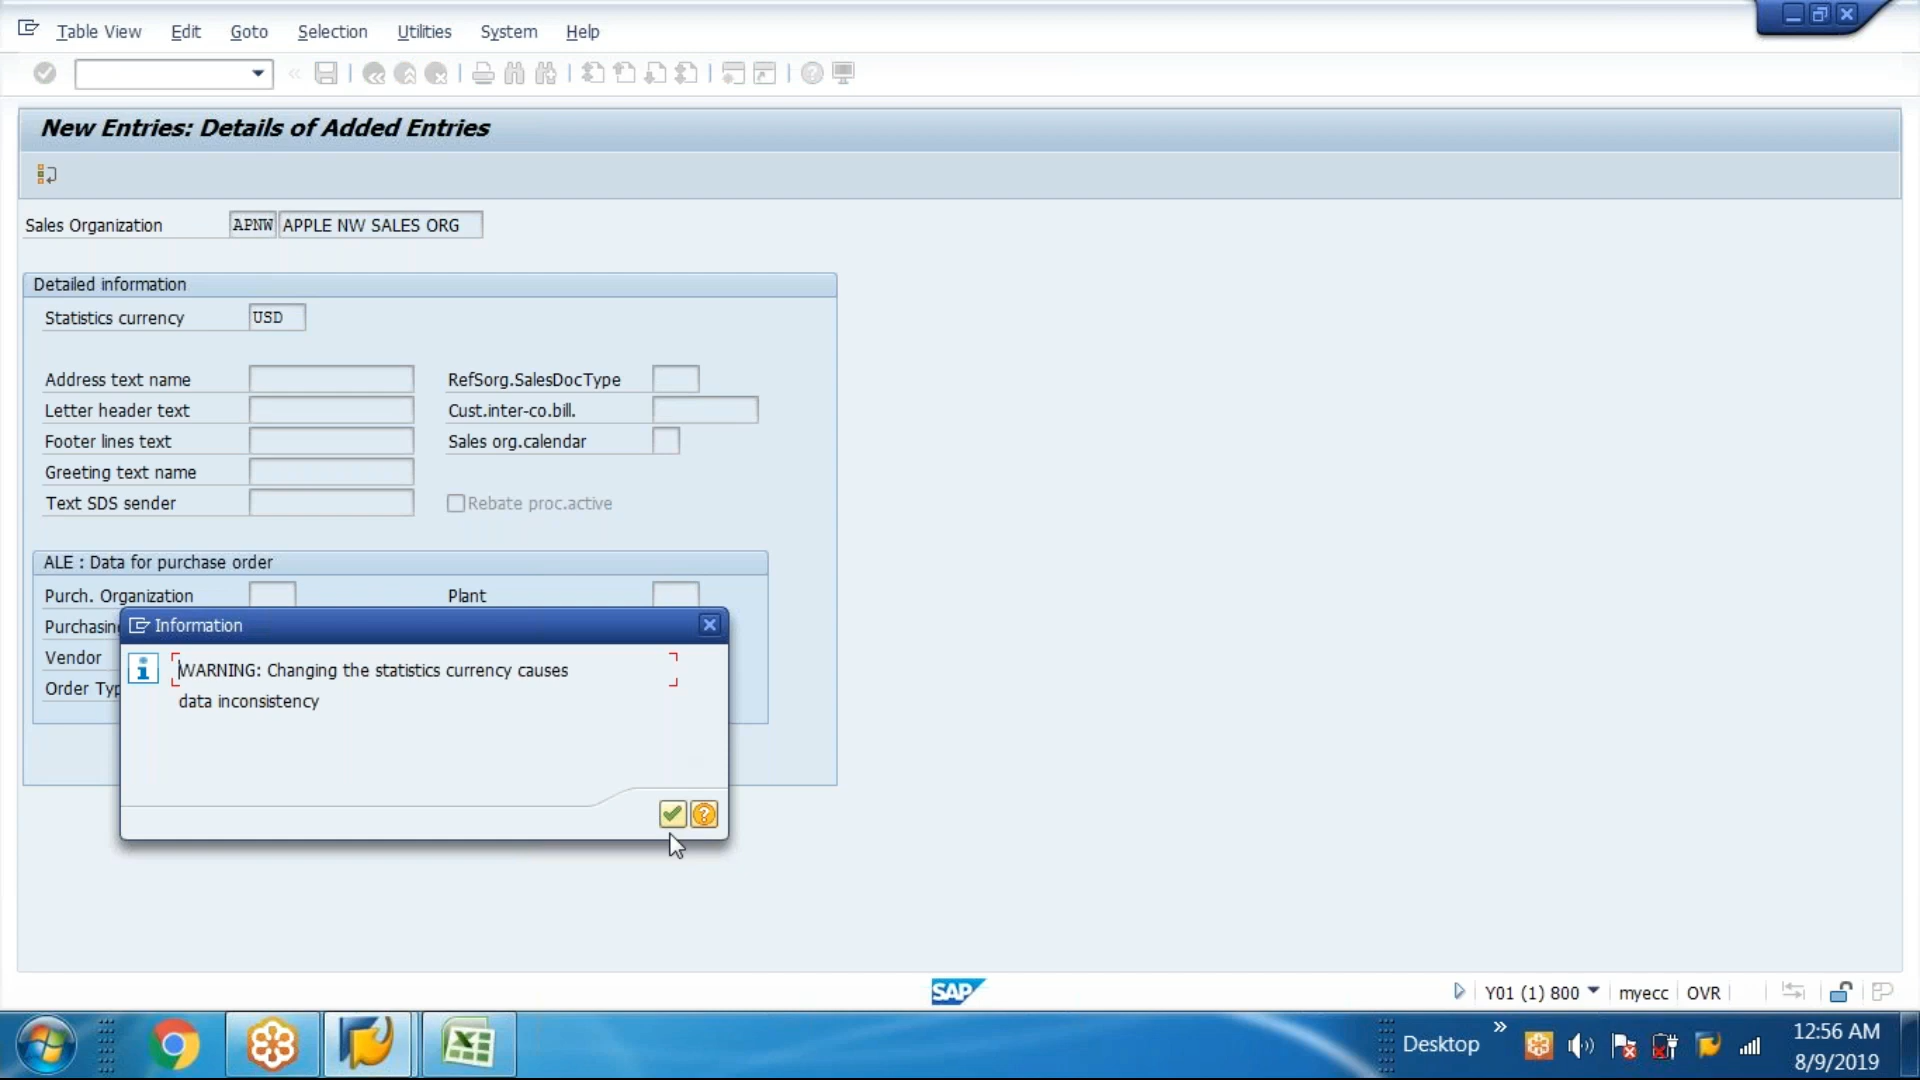 Table View Edit Goto Selection Utilities System Help
New Entries: Details of Added Entries
Sales Organization APNW APPLE NW SALES ORG
Detailed information
Statistics currency USD
Address text name RefSorg.SalesDocType
Letter header text Cust.inter-co.bill.
Footer lines text Sales org.calendar
Greeting text name
Text SDS sender Rebate proc.active
ALE : Data for purchase order
Purch. Organization Plant
Purchasing
Information
Vendor
WARNING: Changing the statistics currency causes
Order Typ
data inconsistency
SAP
Y01 (1) 800 myecc OVR
Desktop
12:56 AM
8/9/2019